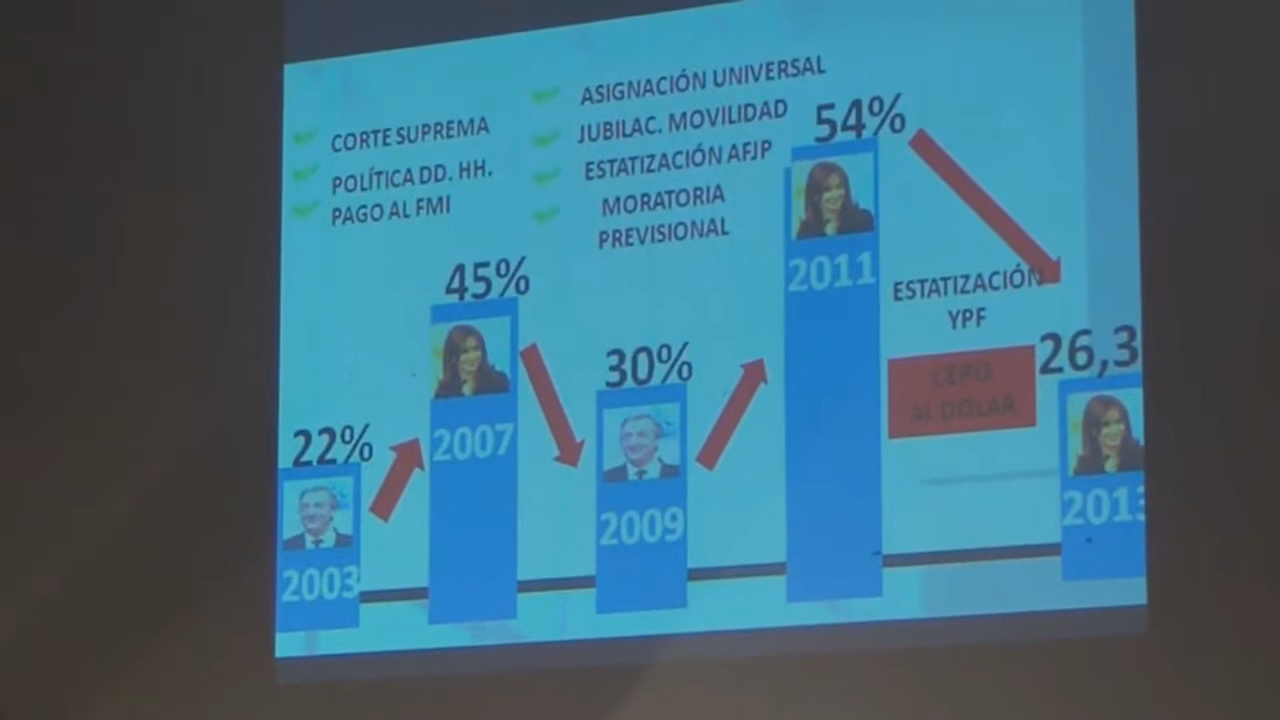 CORTE SUPREMA
POLÍTICA DD. HH.
PAGO AL FMI
ASIGNACIÓN UNIVERSAL
JUBILAC. MOVILIDAD
ESTATIZACIÓN AFJP
MORATORIA
PREVISIONAL
22%
2003
45%
2007
30%
2009
54%
2011
ESTATIZACIÓN
YPF
CEPO
AL DÓLAR
26,3
2013